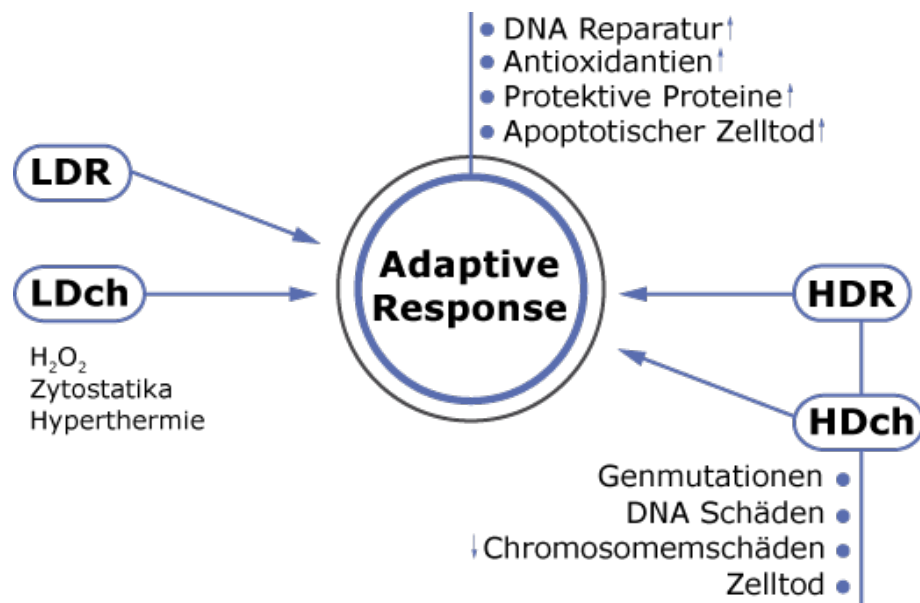 DNA Reparatur↑
Antioxidantien↑
Protektive Proteine↑
Apoptotischer Zelltod↑
LDR
Adaptive
Response
LDch
HDR
H₂O₂
Zytostatika
Hyperthermie
HDch
Genmutationen
DNA Schäden
↓Chromosomemschäden
Zelltod